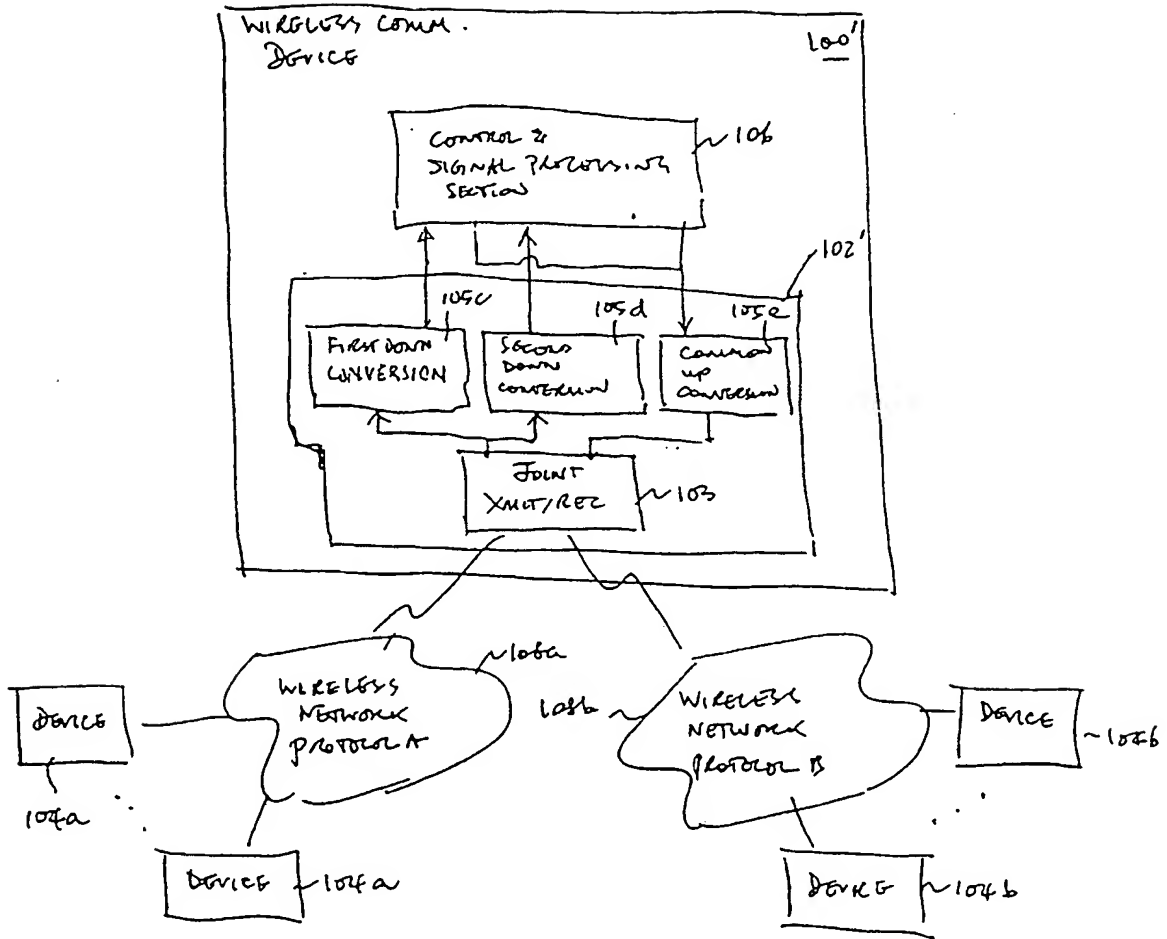 WIRELESS COMM.
DEVICE
100'
CONTROL &
SIGNAL PROCESSING
SECTION
106
102'
105c
105d
105e
FIRST DOWN
CONVERSION
SECOND
DOWN
CONVERSION
COMMON
UP
CONVERSION
JOINT
XMIT/REC
103
108a
WIRELESS
NETWORK
PROTOCOL A
108b
WIRELESS
NETWORK
PROTOCOL B
DEVICE
104a
DEVICE
104b
DEVICE
104a
DEVICE
104b